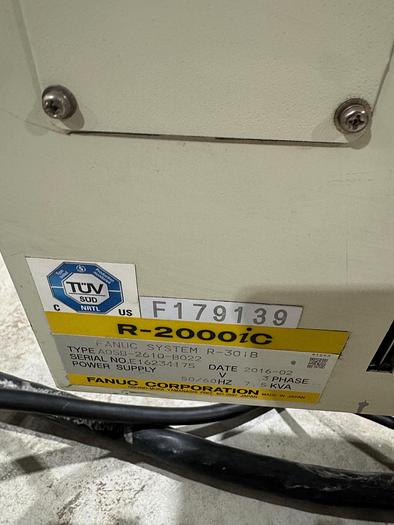 TÜV
SÜD
NRTL
C US
F179139
R-2000iC
FANUC SYSTEM R-30iB
TYPE A05B-2610-B022
SERIAL NO.E16234175 DATE 2016-02
POWER SUPPLY V 3 PHASE
50/60HZ 7.5 KVA
FANUC CORPORATION MADE IN JAPAN